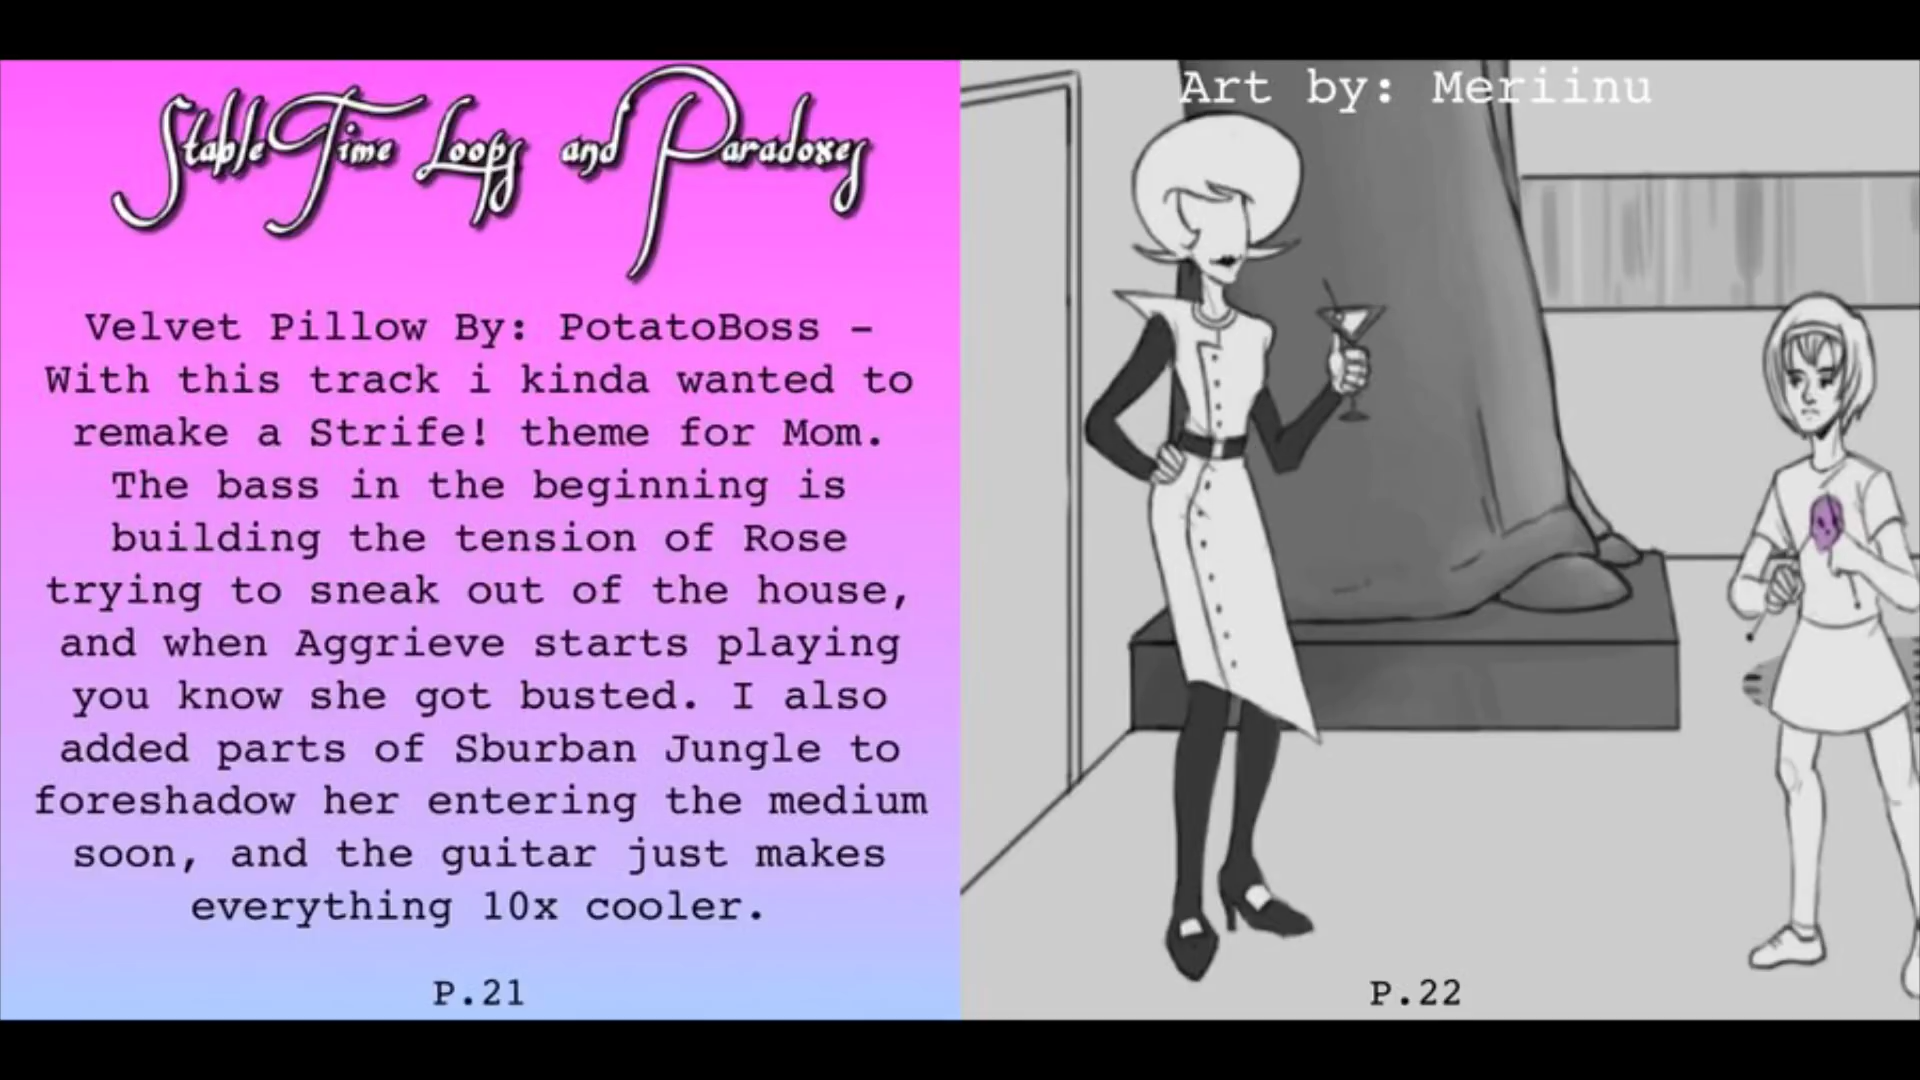 Stable Time Loops and Paradoxes
Velvet Pillow By: PotatoBoss -
With this track i kinda wanted to
remake a Strife! theme for Mom.
The bass in the beginning is
building the tension of Rose
trying to sneak out of the house,
and when Aggrieve starts playing
you know she got busted. I also
added parts of Sburban Jungle to
foreshadow her entering the medium
soon, and the guitar just makes
everything 10x cooler.
P.21
Art by: Meriinu
P.22